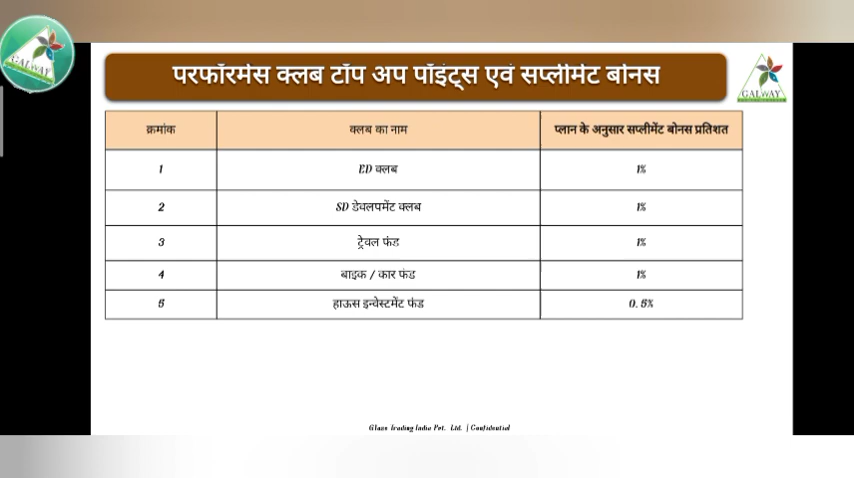 GALWAY
परफॉरमेंस क्लब टॉप अप पॉइंट्स एवं सप्लीमेंट बोनस
GALWAY
क्रमांक क्लब का नाम प्लान के अनुसार सप्लीमेंट बोनस प्रतिशत
1 ED क्लब 1%
2 SD डेवलपमेंट क्लब 1%
3 ट्रेवल फंड 1%
4 बाइक / कार फंड 1%
5 हाऊस इन्वेस्टमेंट फंड 0.5%
Glaze Trading India Pvt. Ltd. | Confidential